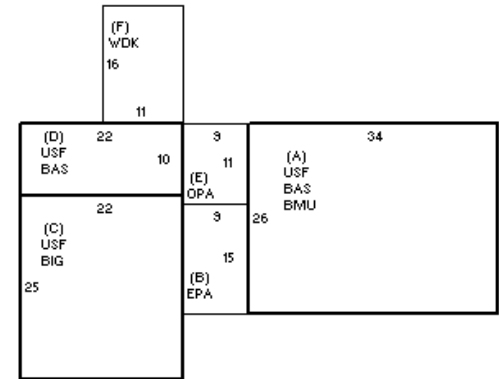 (F)
WDK
16
11
(D) 22
USF
BAS
10
9
11
(E)
OPA
34
(A)
USF
BAS
BMU
26
22
(C)
USF
BIG
25
9
15
(B)
EPA